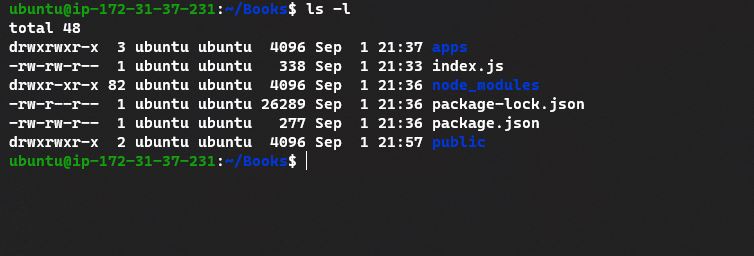 ubuntu@ip-172-31-37-231:~/Books$ ls -l
total 48
drwxrwxr-x  3 ubuntu ubuntu  4096 Sep  1 21:37 apps
-rw-rw-r--  1 ubuntu ubuntu   338 Sep  1 21:33 index.js
drwxr-xr-x 82 ubuntu ubuntu  4096 Sep  1 21:36 node_modules
-rw-r--r--  1 ubuntu ubuntu 26289 Sep  1 21:36 package-lock.json
-rw-rw-r--  1 ubuntu ubuntu   277 Sep  1 21:36 package.json
drwxrwxr-x  2 ubuntu ubuntu  4096 Sep  1 21:57 public
ubuntu@ip-172-31-37-231:~/Books$